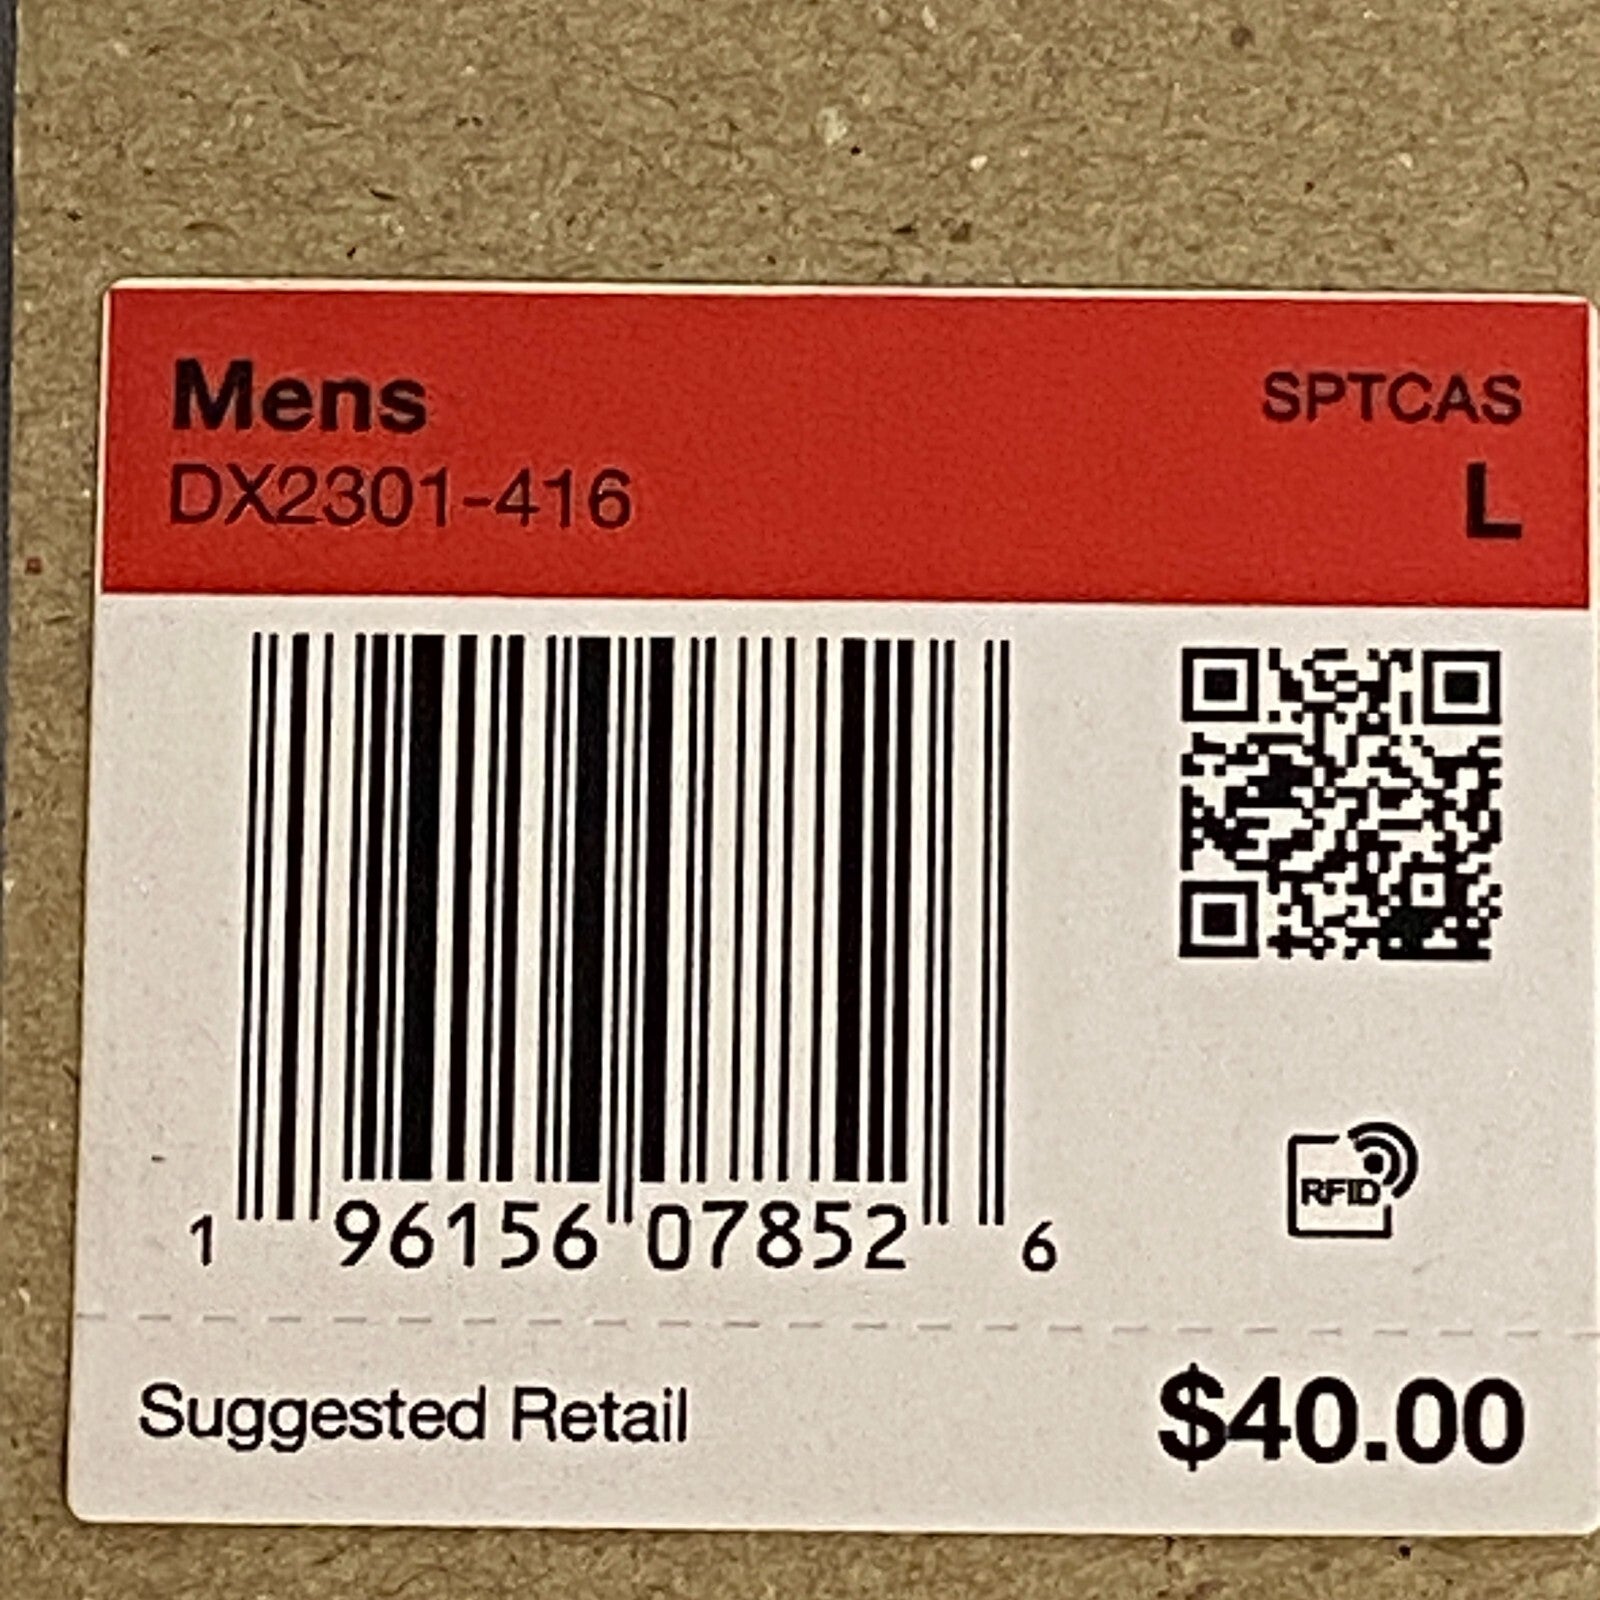 Mens
SPTCAS
DX2301-416
L
1 96156 07852 6
RFID
Suggested Retail
$40.00